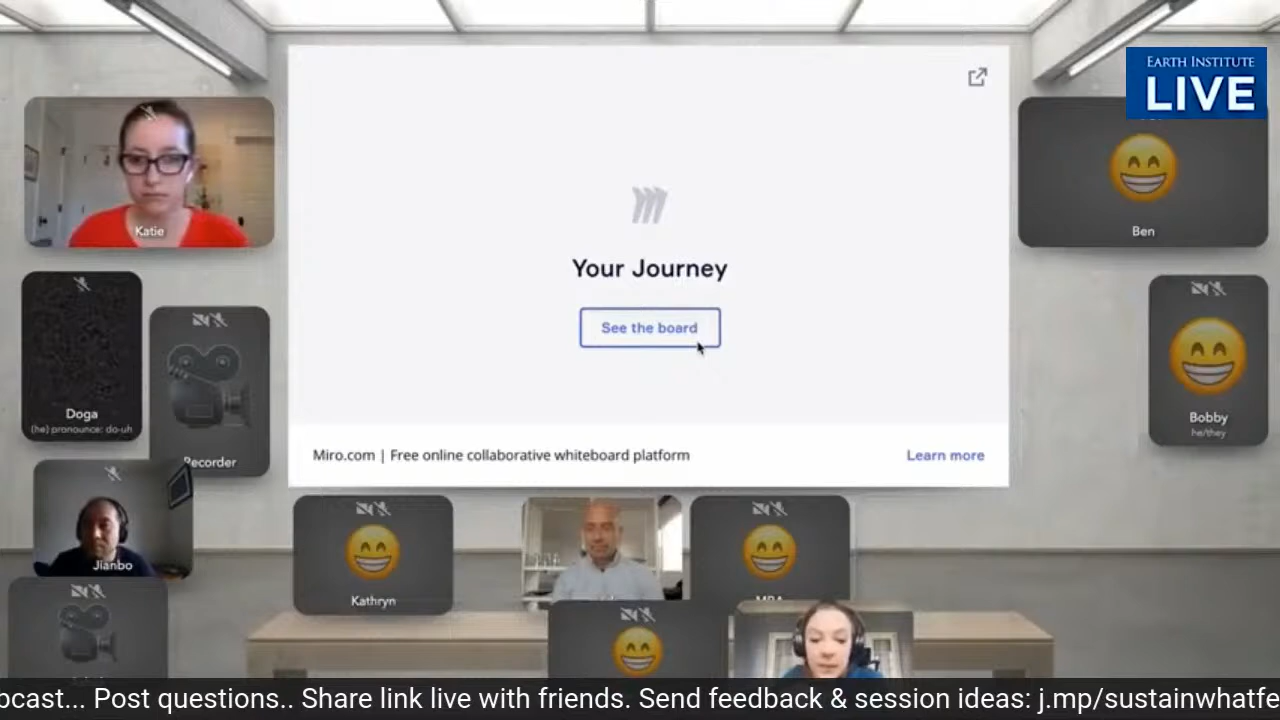 EARTH INSTITUTE
LIVE
Katie
Ben
Your Journey
See the board
Doga
(he) pronounce: do-uh
Recorder
Bobby
he/they
Miro.com | Free online collaborative whiteboard platform
Learn more
Jianbo
Kathryn
MBA
Post questions.. Share link live with friends. Send feedback & session ideas: j.mp/sustainwhatfe